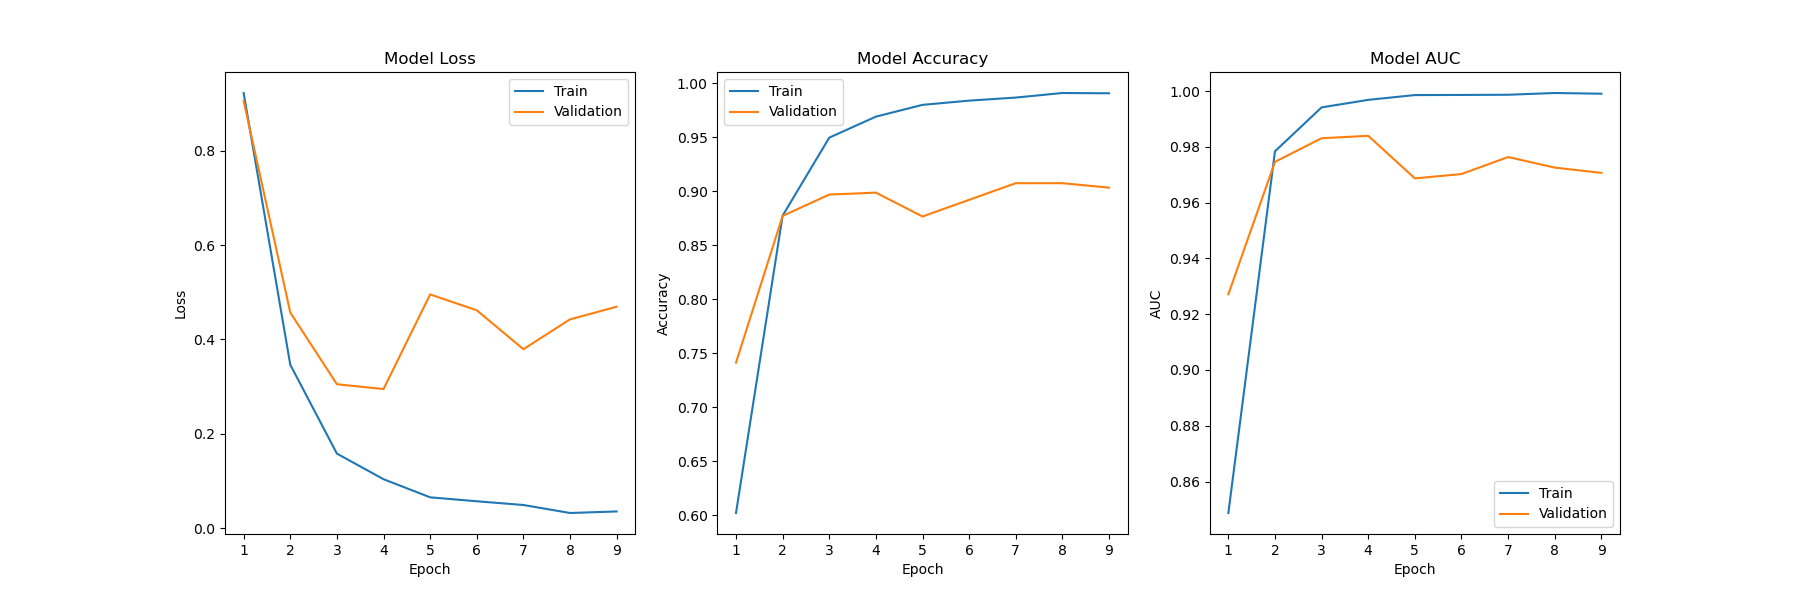 Model Loss
Train
Validation
0.8
0.6
0.4
0.2
0.0
Loss
1 2 3 4 5 6 7 8 9
Epoch
Model Accuracy
Train
Validation
1.00
0.95
0.90
0.85
0.80
0.75
0.70
0.65
0.60
Accuracy
1 2 3 4 5 6 7 8 9
Epoch
Model AUC
1.00
0.98
0.96
0.94
0.92
0.90
0.88
0.86
AUC
Train
Validation
1 2 3 4 5 6 7 8 9
Epoch